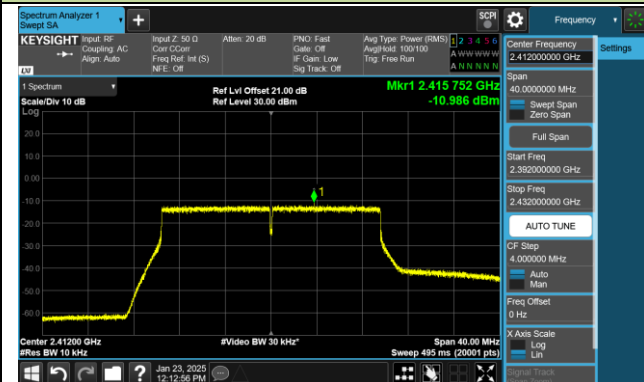 Spectrum Analyzer 1
Swept SA
SCPI
Frequency
KEYSIGHT
Input: RF
Coupling: AC
Align: Auto
Input Z: 50 Ω
Corr CCorr
Freq Ref: Int (S)
NFE: Off
Atten: 20 dB
PNO: Fast
Gate: Off
IF Gain: Low
Sig Track: Off
Avg Type: Power (RMS)
Avg|Hold: 100/100
Trig: Free Run
1 2 3 4 5 6
A W W W W W
A N N N N N
LXI
1 Spectrum
Scale/Div 10 dB
Ref Lvl Offset 21.00 dB
Ref Level 30.00 dBm
Mkr1 2.415 752 GHz
-10.986 dBm
Log
20.0
10.0
0.00
-10.0
-20.0
-30.0
-40.0
-50.0
-60.0
1
Center 2.41200 GHz
#Res BW 10 kHz
#Video BW 30 kHz*
Span 40.00 MHz
Sweep 495 ms (20001 pts)
Jan 23, 2025
12:12:56 PM
Center Frequency
2.412000000 GHz
Settings
Span
40.0000000 MHz
Swept Span
Zero Span
Full Span
Start Freq
2.392000000 GHz
Stop Freq
2.432000000 GHz
AUTO TUNE
CF Step
4.000000 MHz
Auto
Man
Freq Offset
0 Hz
X Axis Scale
Log
Lin
Signal Track